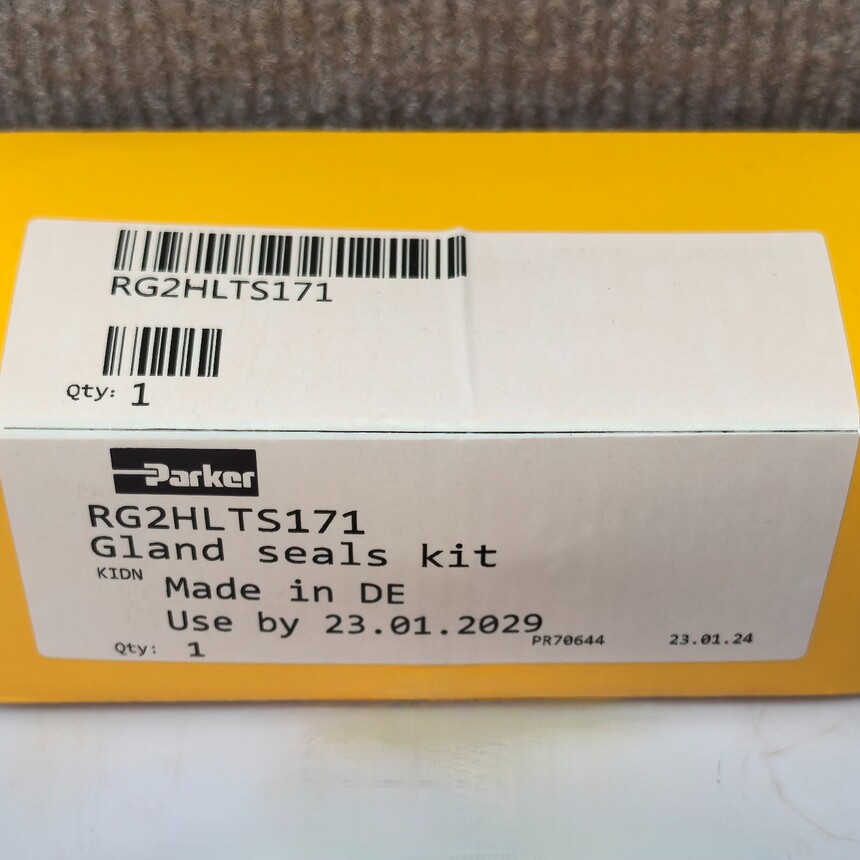 RG2HLTS171
Qty: 1
Parker
RG2HLTS171
Gland seals kit
KIDN
Made in DE
Use by 23.01.2029
Qty: 1
PR70644 23.01.24